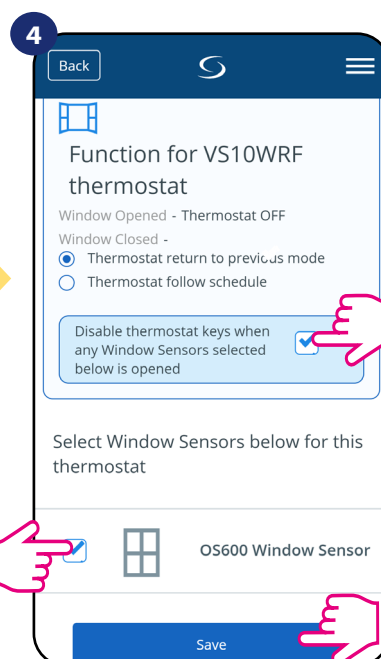 4
Back
Function for VS10WRF
thermostat
Window Opened - Thermostat OFF
Window Closed -
Thermostat return to previous mode
Thermostat follow schedule
Disable thermostat keys when
any Window Sensors selected
below is opened
Select Window Sensors below for this
thermostat
OS600 Window Sensor
Save